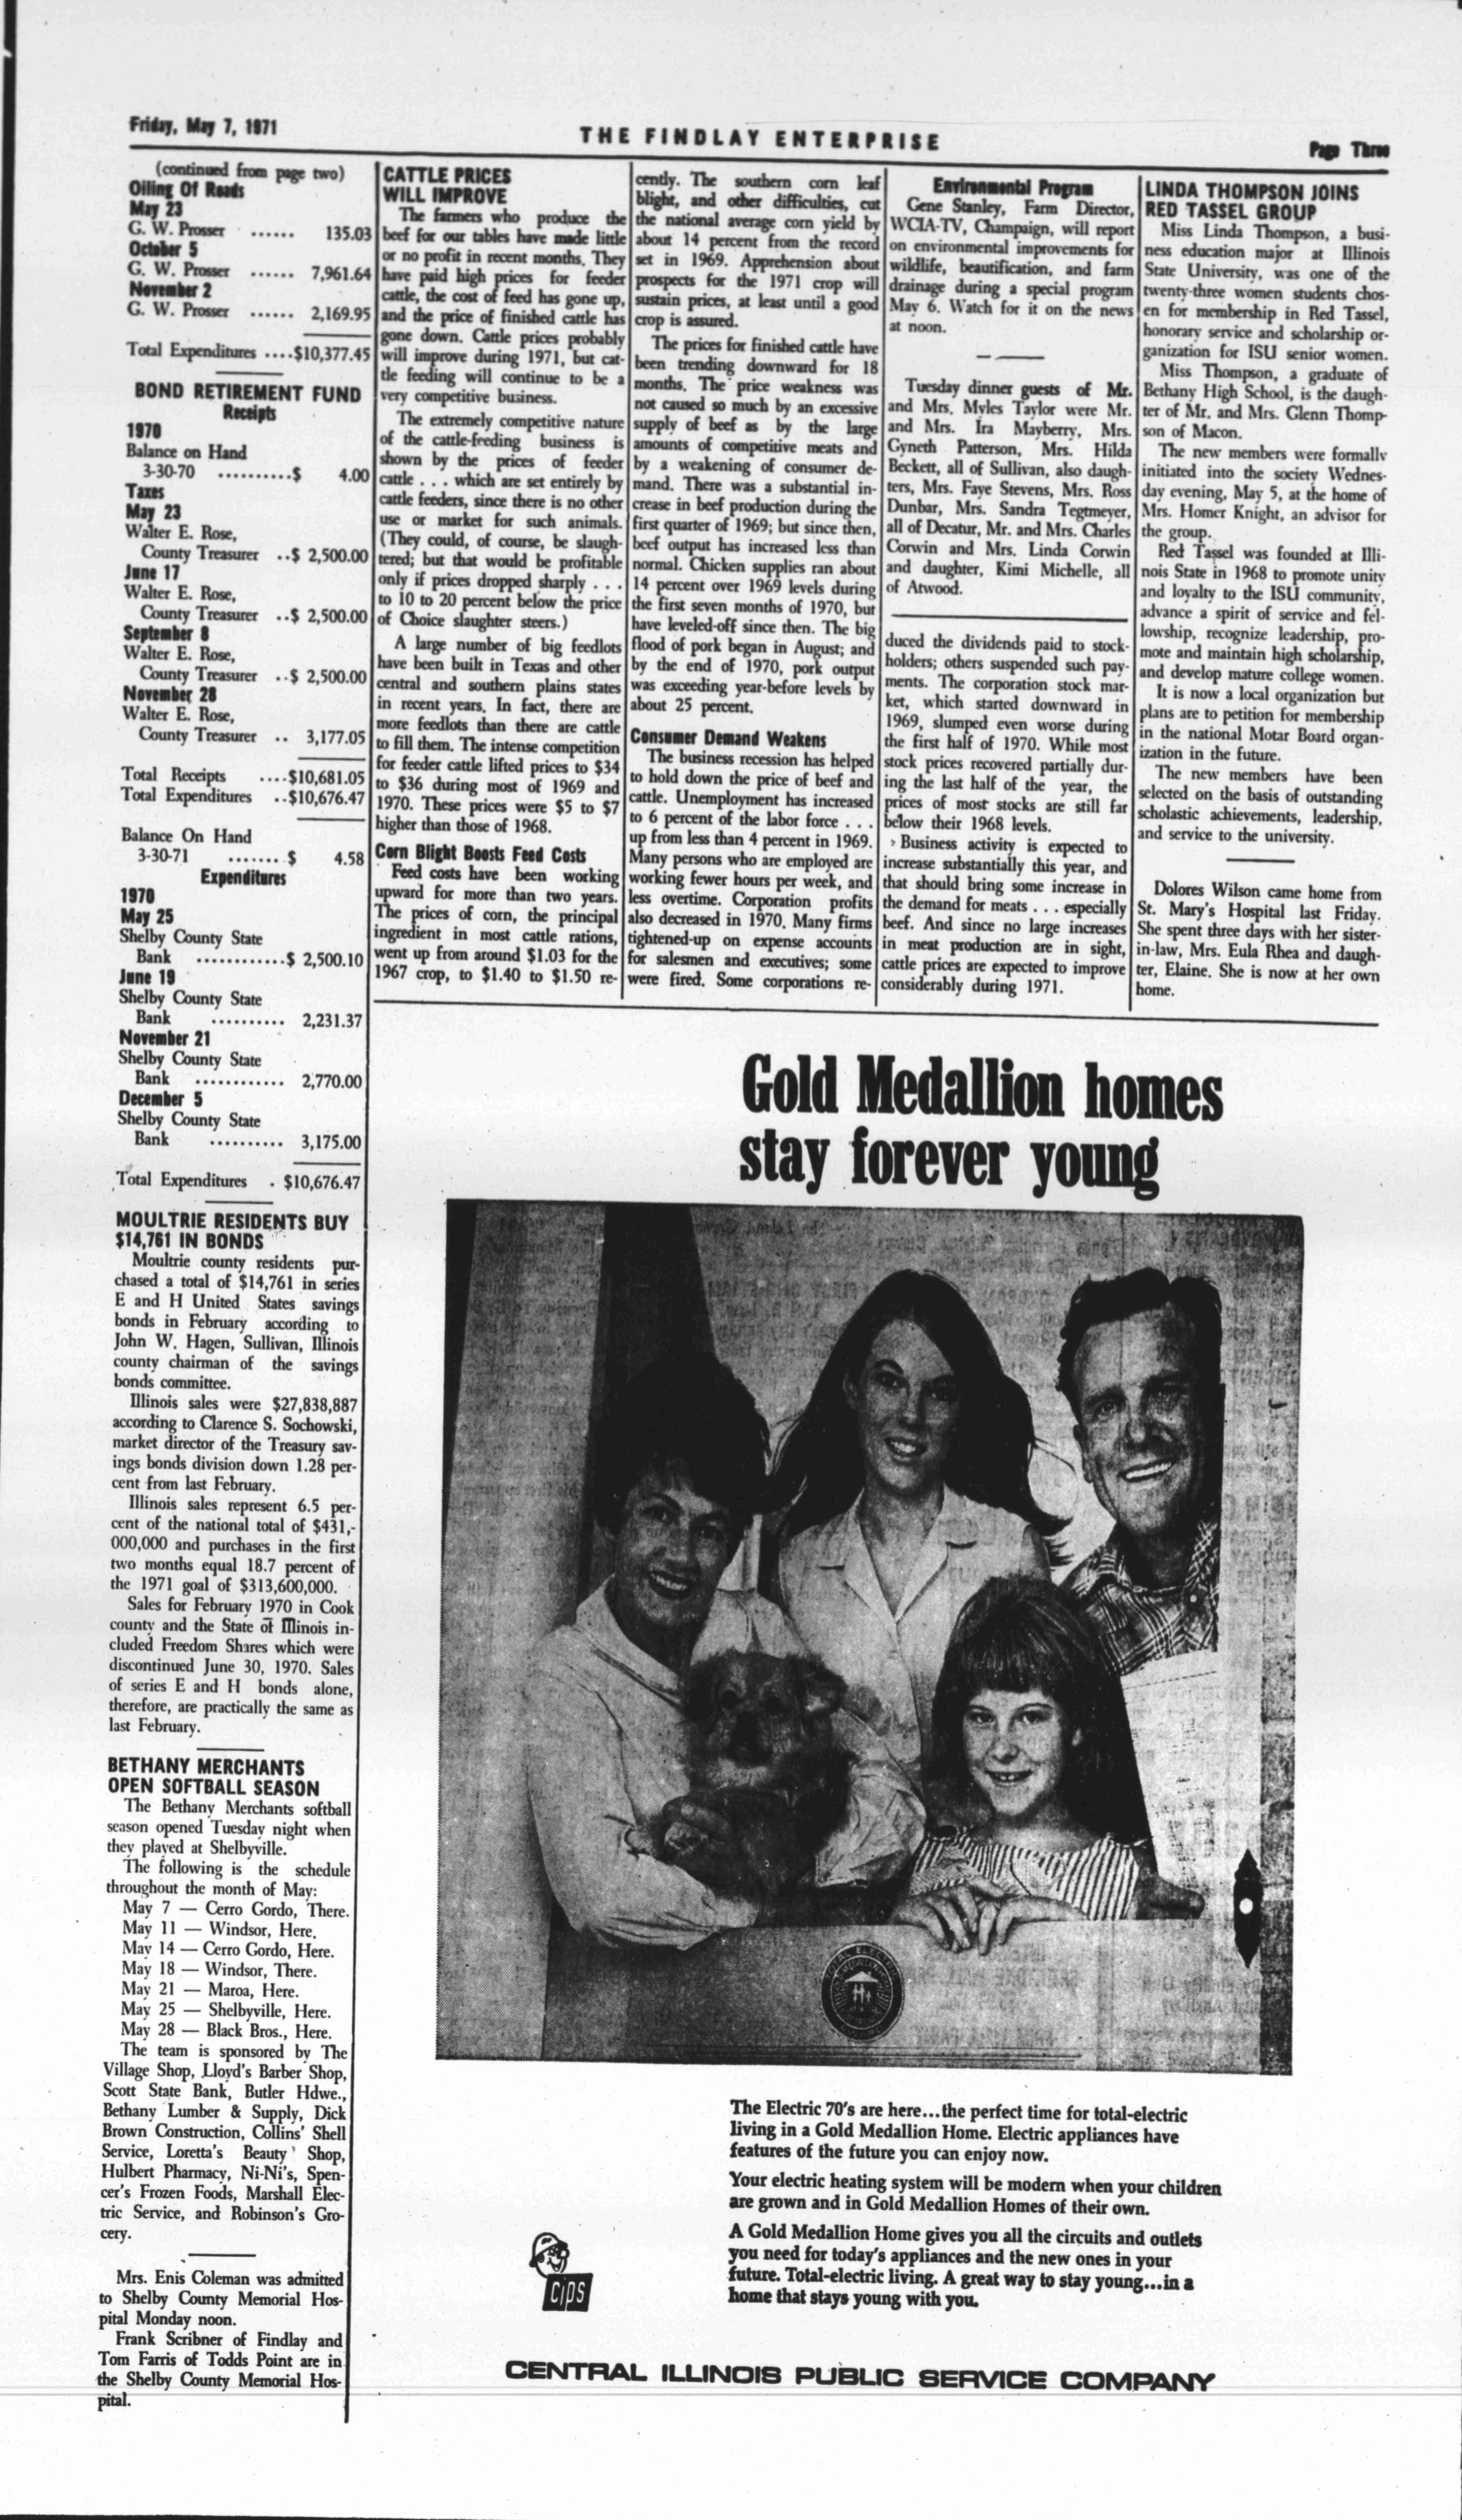 Friday, May 7, 1971
THE FINDLAY ENTERPRISE
Page Three
(continued from page two)
Oiling Of Roads
May 23
G. W. Prosser ...... 135.03
October 5
G. W. Prosser ...... 7,961.64
November 2
G. W. Prosser ...... 2,169.95
Total Expenditures ....$10,377.45
BOND RETIREMENT FUND
Receipts
1970
Balance on Hand
3-30-70 ..........$ 4.00
Taxes
May 23
Walter E. Rose,
County Treasurer ..$ 2,500.00
June 17
Walter E. Rose,
County Treasurer ..$ 2,500.00
September 8
Walter E. Rose,
County Treasurer ..$ 2,500.00
November 28
Walter E. Rose,
County Treasurer .. 3,177.05
Total Receipts ....$10,681.05
Total Expenditures ..$10,676.47
Balance On Hand
3-30-71 .......$ 4.58
Expenditures
1970
May 25
Shelby County State
Bank ............$ 2,500.10
June 19
Shelby County State
Bank .......... 2,231.37
November 21
Shelby County State
Bank ............ 2,770.00
December 5
Shelby County State
Bank .......... 3,175.00
Total Expenditures . $10,676.47
MOULTRIE RESIDENTS BUY
$14,761 IN BONDS
Moultrie county residents pur-
chased a total of $14,761 in series
E and H United States savings
bonds in February according to
John W. Hagen, Sullivan, Illinois
county chairman of the savings
bonds committee.
Illinois sales were $27,838,887
according to Clarence S. Sochowski,
market director of the Treasury sav-
ings bonds division down 1.28 per-
cent from last February.
Illinois sales represent 6.5 per-
cent of the national total of $431,-
000,000 and purchases in the first
two months equal 18.7 percent of
the 1971 goal of $313,600,000.
Sales for February 1970 in Cook
county and the State of Illinois in-
cluded Freedom Shares which were
discontinued June 30, 1970. Sales
of series E and H bonds alone,
therefore, are practically the same as
last February.
BETHANY MERCHANTS
OPEN SOFTBALL SEASON
The Bethany Merchants softball
season opened Tuesday night when
they played at Shelbyville.
The following is the schedule
throughout the month of May:
May 7 — Cerro Gordo, There.
May 11 — Windsor, Here.
May 14 — Cerro Gordo, Here.
May 18 — Windsor, There.
May 21 — Maroa, Here.
May 25 — Shelbyville, Here.
May 28 — Black Bros., Here.
The team is sponsored by The
Village Shop, Lloyd's Barber Shop,
Scott State Bank, Butler Hdwe.,
Bethany Lumber & Supply, Dick
Brown Construction, Collins' Shell
Service, Loretta's Beauty Shop,
Hulbert Pharmacy, Ni-Ni's, Spen-
cer's Frozen Foods, Marshall Elec-
tric Service, and Robinson's Gro-
cery.
Mrs. Enis Coleman was admitted
to Shelby County Memorial Hos-
pital Monday noon.
Frank Scribner of Findlay and
Tom Farris of Todds Point are in
the Shelby County Memorial Hos-
pital.
CATTLE PRICES
WILL IMPROVE
The farmers who produce the
beef for our tables have made little
or no profit in recent months. They
have paid high prices for feeder
cattle, the cost of feed has gone up,
and the price of finished cattle has
gone down. Cattle prices probably
will improve during 1971, but cat-
tle feeding will continue to be a
very competitive business.
The extremely competitive nature
of the cattle-freding business is
shown by the prices of feeder
cattle . . . which are set entirely by
cattle feeders, since there is no other
use or market for such animals.
(They could, of course, be slaugh-
tered; but that would be profitable
only if prices dropped sharply . . .
to 10 to 20 percent below the price
of Choice slaughter steers.)
A large number of big feedlots
have been built in Texas and other
central and southern plains states
in recent years. In fact, there are
more feedlots than there are cattle
to fill them. The intense competition
for feeder cattle lifted prices to $34
to $36 during most of 1969 and
1970. These prices were $5 to $7
higher than those of 1968.
Corn Blight Boosts Feed Costs
Feed costs have been working
upward for more than two years.
The prices of corn, the principal
ingredient in most cattle rations,
went up from around $1.03 for the
1967 crop, to $1.40 to $1.50 re-
cently. The southern corn leaf
blight, and other difficulties, cut
the national average corn yield by
about 14 percent from the record
set in 1969. Apprehension about
prospects for the 1971 crop will
sustain prices, at least until a good
crop is assured.
The prices for finished cattle have
been trending downward for 18
months. The price weakness was
not caused so much by an excessive
supply of beef as by the large
amounts of competitive meats and
by a weakening of consumer de-
mand. There was a substantial in-
crease in beef production during the
first quarter of 1969; but since then,
beef output has increased less than
normal. Chicken supplies ran about
14 percent over 1969 levels during
the first seven months of 1970, but
have leveled-off since then. The big
flood of pork began in August; and
by the end of 1970, pork output
was exceeding year-before levels by
about 25 percent.
Consumer Demand Weakens
The business recession has helped
to hold down the price of beef and
cattle. Unemployment has increased
to 6 percent of the labor force . . .
up from less than 4 percent in 1969.
Many persons who are employed are
working fewer hours per week, and
less overtime. Corporation profits
also decreased in 1970. Many firms
tightened-up on expense accounts
for salesmen and executives; some
were fired. Some corporations re-
Environmental Program
Gene Stanley, Farm Director,
WCIA-TV, Champaign, will report
on environmental improvements for
wildlife, beautification, and farm
drainage during a special program
May 6. Watch for it on the news
at noon.
Tuesday dinner guests of Mr.
and Mrs. Myles Taylor were Mr.
and Mrs. Ira Mayberry, Mrs.
Gyneth Patterson, Mrs. Hilda
Beckett, all of Sullivan, also daugh-
ters, Mrs. Faye Stevens, Mrs. Ross
Dunbar, Mrs. Sandra Tegtmeyer,
all of Decatur, Mr. and Mrs. Charles
Corwin and Mrs. Linda Corwin
and daughter, Kimi Michelle, all
of Atwood.
duced the dividends paid to stock-
holders; others suspended such pay-
ments. The corporation stock mar-
ket, which started downward in
1969, slumped even worse during
the first half of 1970. While most
stock prices recovered partially dur-
ing the last half of the year, the
prices of most stocks are still far
below their 1968 levels.
Business activity is expected to
increase substantially this year, and
that should bring some increase in
the demand for meats . . . especially
beef. And since no large increases
in meat production are in sight,
cattle prices are expected to improve
considerably during 1971.
LINDA THOMPSON JOINS
RED TASSEL GROUP
Miss Linda Thompson, a busi-
ness education major at Illinois
State University, was one of the
twenty-three women students chos-
en for membership in Red Tassel,
honorary service and scholarship or-
ganization for ISU senior women.
Miss Thompson, a graduate of
Bethany High School, is the daugh-
ter of Mr. and Mrs. Glenn Thomp-
son of Macon.
The new members were formally
initiated into the society Wednes-
day evening, May 5, at the home of
Mrs. Homer Knight, an advisor for
the group.
Red Tassel was founded at Illi-
nois State in 1968 to promote unity
and loyalty to the ISU community,
advance a spirit of service and fel-
lowship, recognize leadership, pro-
mote and maintain high scholarship,
and develop mature college women.
It is now a local organization but
plans are to petition for membership
in the national Motar Board organ-
ization in the future.
The new members have been
selected on the basis of outstanding
scholastic achievements, leadership,
and service to the university.
Dolores Wilson came home from
St. Mary's Hospital last Friday.
She spent three days with her sister-
in-law, Mrs. Eula Rhea and daugh-
ter, Elaine. She is now at her own
home.
Gold Medallion homes
stay forever young
The Electric 70's are here...the perfect time for total-electric
living in a Gold Medallion Home. Electric appliances have
features of the future you can enjoy now.
Your electric heating system will be modern when your children
are grown and in Gold Medallion Homes of their own.
A Gold Medallion Home gives you all the circuits and outlets
you need for today's appliances and the new ones in your
future. Total-electric living. A great way to stay young...in a
home that stays young with you.
cips
CENTRAL ILLINOIS PUBLIC SERVICE COMPANY